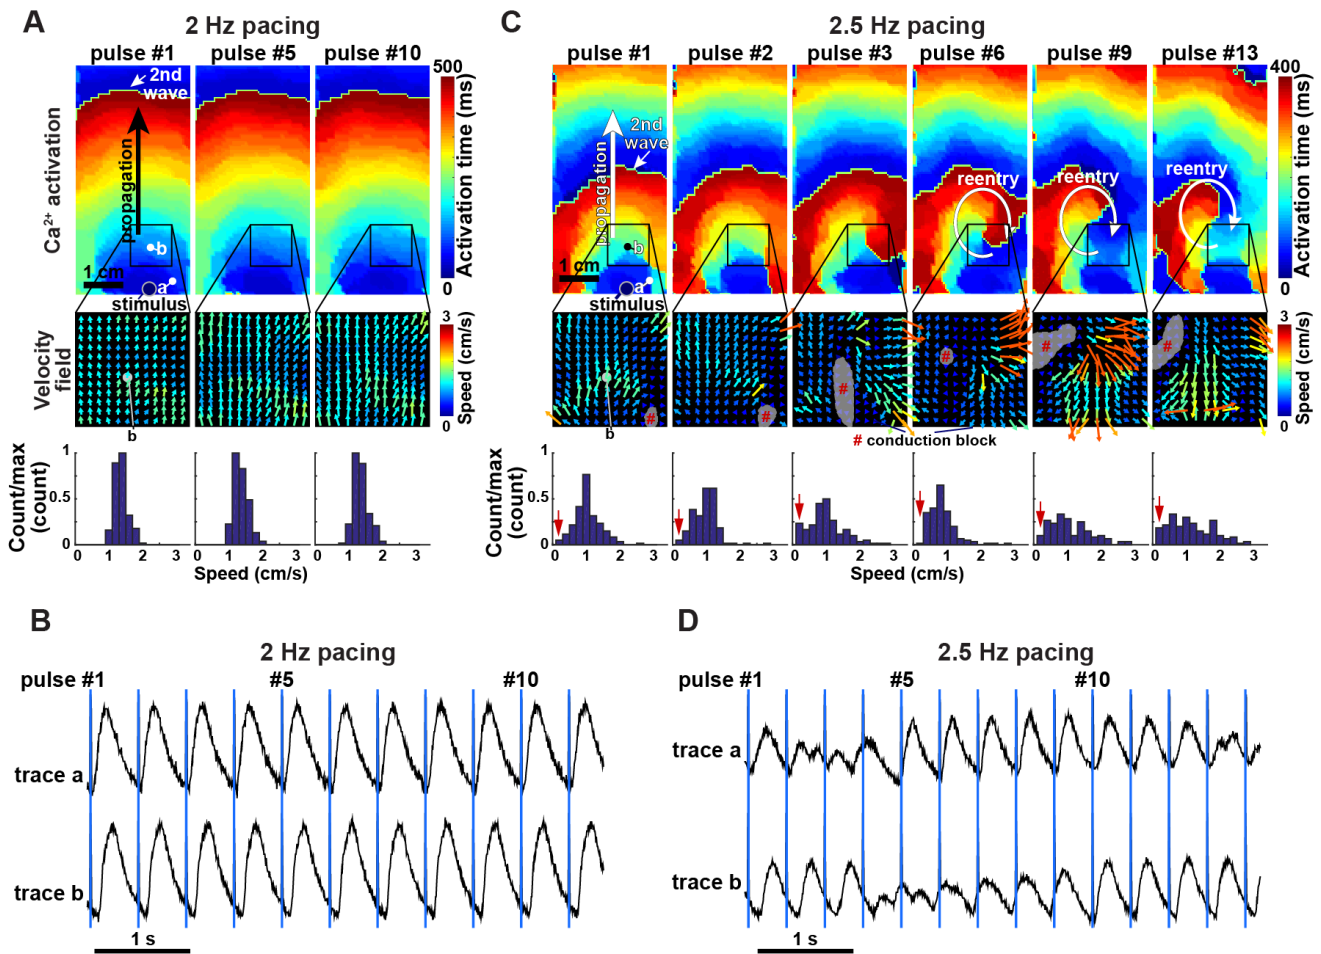 A
2 Hz pacing
pulse #1
pulse #5
pulse #10
Ca²⁺ activation
2nd
wave
propagation
b
1 cm
a
stimulus
500
0
Activation time (ms)
Velocity
field
b
3
0
Speed (cm/s)
Count/max
(count)
1
0.5
0
0 1 2 3
0 1 2 3
0 1 2 3
Speed (cm/s)
C
2.5 Hz pacing
pulse #1
pulse #2
pulse #3
pulse #6
pulse #9
pulse #13
2nd
wave
propagation
b
1 cm
a
stimulus
reentry
reentry
reentry
400
0
Activation time (ms)
b
#
#
#
#
#
#
# conduction block
3
0
Speed (cm/s)
Count/max
(count)
1
0.5
0
0 1 2 3
0 1 2 3
0 1 2 3
0 1 2 3
0 1 2 3
0 1 2 3
Speed (cm/s)
B
2 Hz pacing
pulse #1
#5
#10
trace a
trace b
1 s
D
2.5 Hz pacing
pulse #1
#5
#10
trace a
trace b
1 s